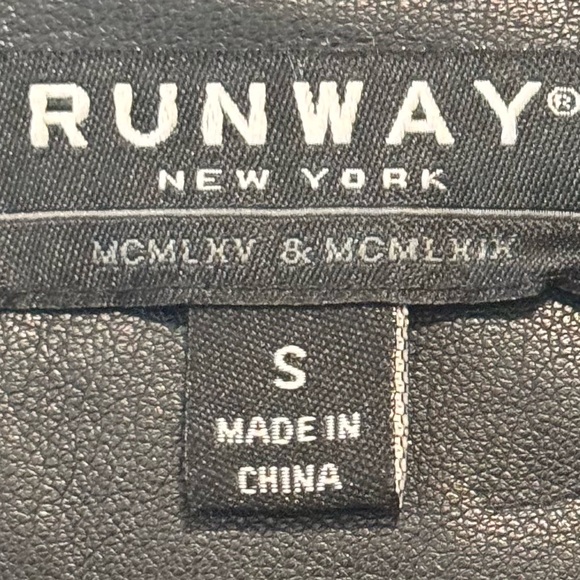 RUNWAY®
NEW YORK
MCMLXV & MCMLXIX
S
MADE IN
CHINA